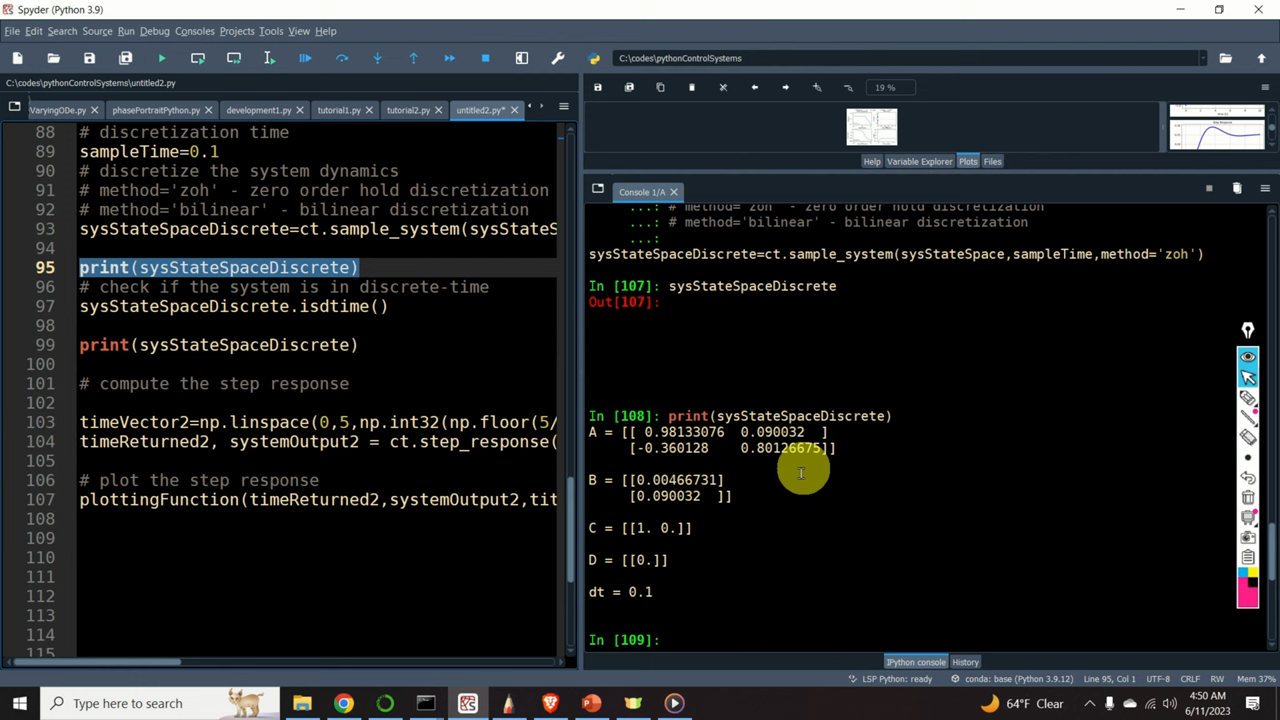 Spyder (Python 3.9)
File Edit Search Source Run Debug Consoles Projects Tools View Help
C:\codes\pythonControlSystems
C:\codes\pythonControlSystems\untitled2.py
19 %
VaryingODe.py phasePortraitPython.py development1.py tutorial1.py tutorial2.py untitled2.py*
Help Variable Explorer Plots Files
Console 1/A
88 # discretization time
89 sampleTime=0.1
90 # discretize the system dynamics
91 # method='zoh' - zero order hold discretization
92 # method='bilinear' - bilinear discretization
93 sysStateSpaceDiscrete=ct.sample_system(sysStateS
94
95 print(sysStateSpaceDiscrete)
96 # check if the system is in discrete-time
97 sysStateSpaceDiscrete.isdtime()
98
99 print(sysStateSpaceDiscrete)
100
101 # compute the step response
102
103 timeVector2=np.linspace(0,5,np.int32(np.floor(5/
104 timeReturned2, systemOutput2 = ct.step_response(
105
106 # plot the step response
107 plottingFunction(timeReturned2,systemOutput2,tit
108
109
110
111
112
113
114
115
...: # method='zoh' - zero order hold discretization
...: # method='bilinear' - bilinear discretization
...:
sysStateSpaceDiscrete=ct.sample_system(sysStateSpace,sampleTime,method='zoh')
In [107]: sysStateSpaceDiscrete
Out[107]:
In [108]: print(sysStateSpaceDiscrete)
A = [[ 0.98133076  0.090032  ]
[-0.360128    0.80126675]]
B = [[0.00466731]
[0.090032  ]]
C = [[1. 0.]]
D = [[0.]]
dt = 0.1
In [109]:
IPython console History
LSP Python: ready conda: base (Python 3.9.12) Line 95, Col 1 UTF-8 CRLF RW Mem 37%
Type here to search
64°F Clear
4:50 AM
6/11/2023